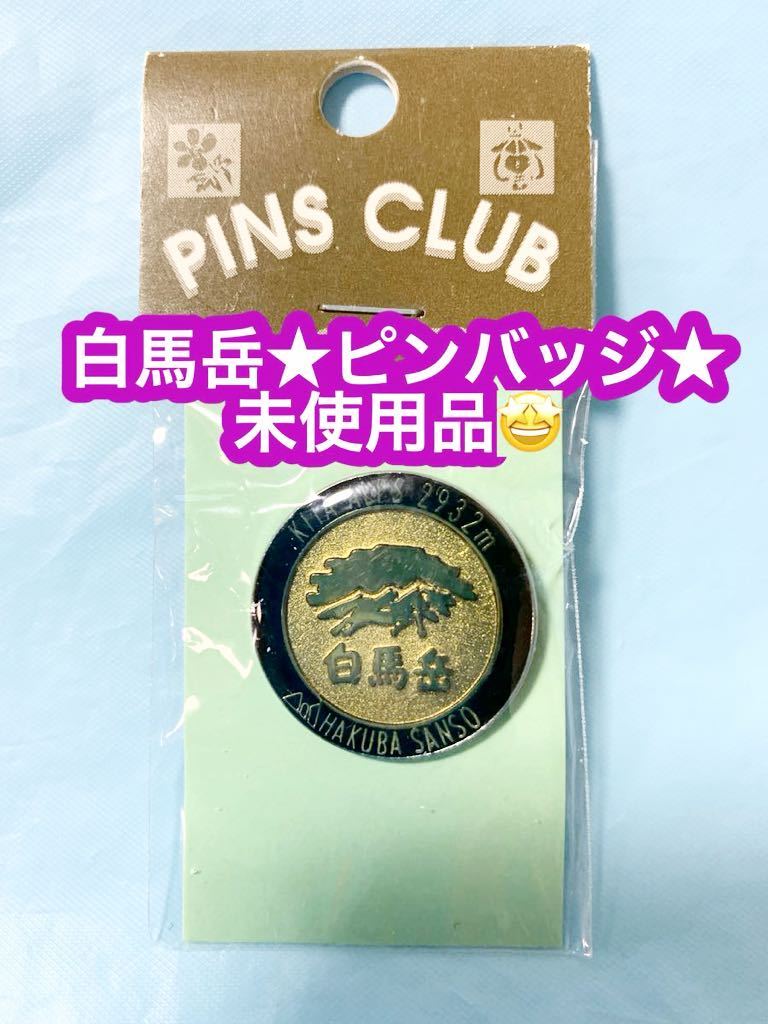 PINS CLUB
白馬岳★ピンバッジ★
未使用品🤩
KITA ALPS 2932m
白馬岳
HAKUBA SANSO